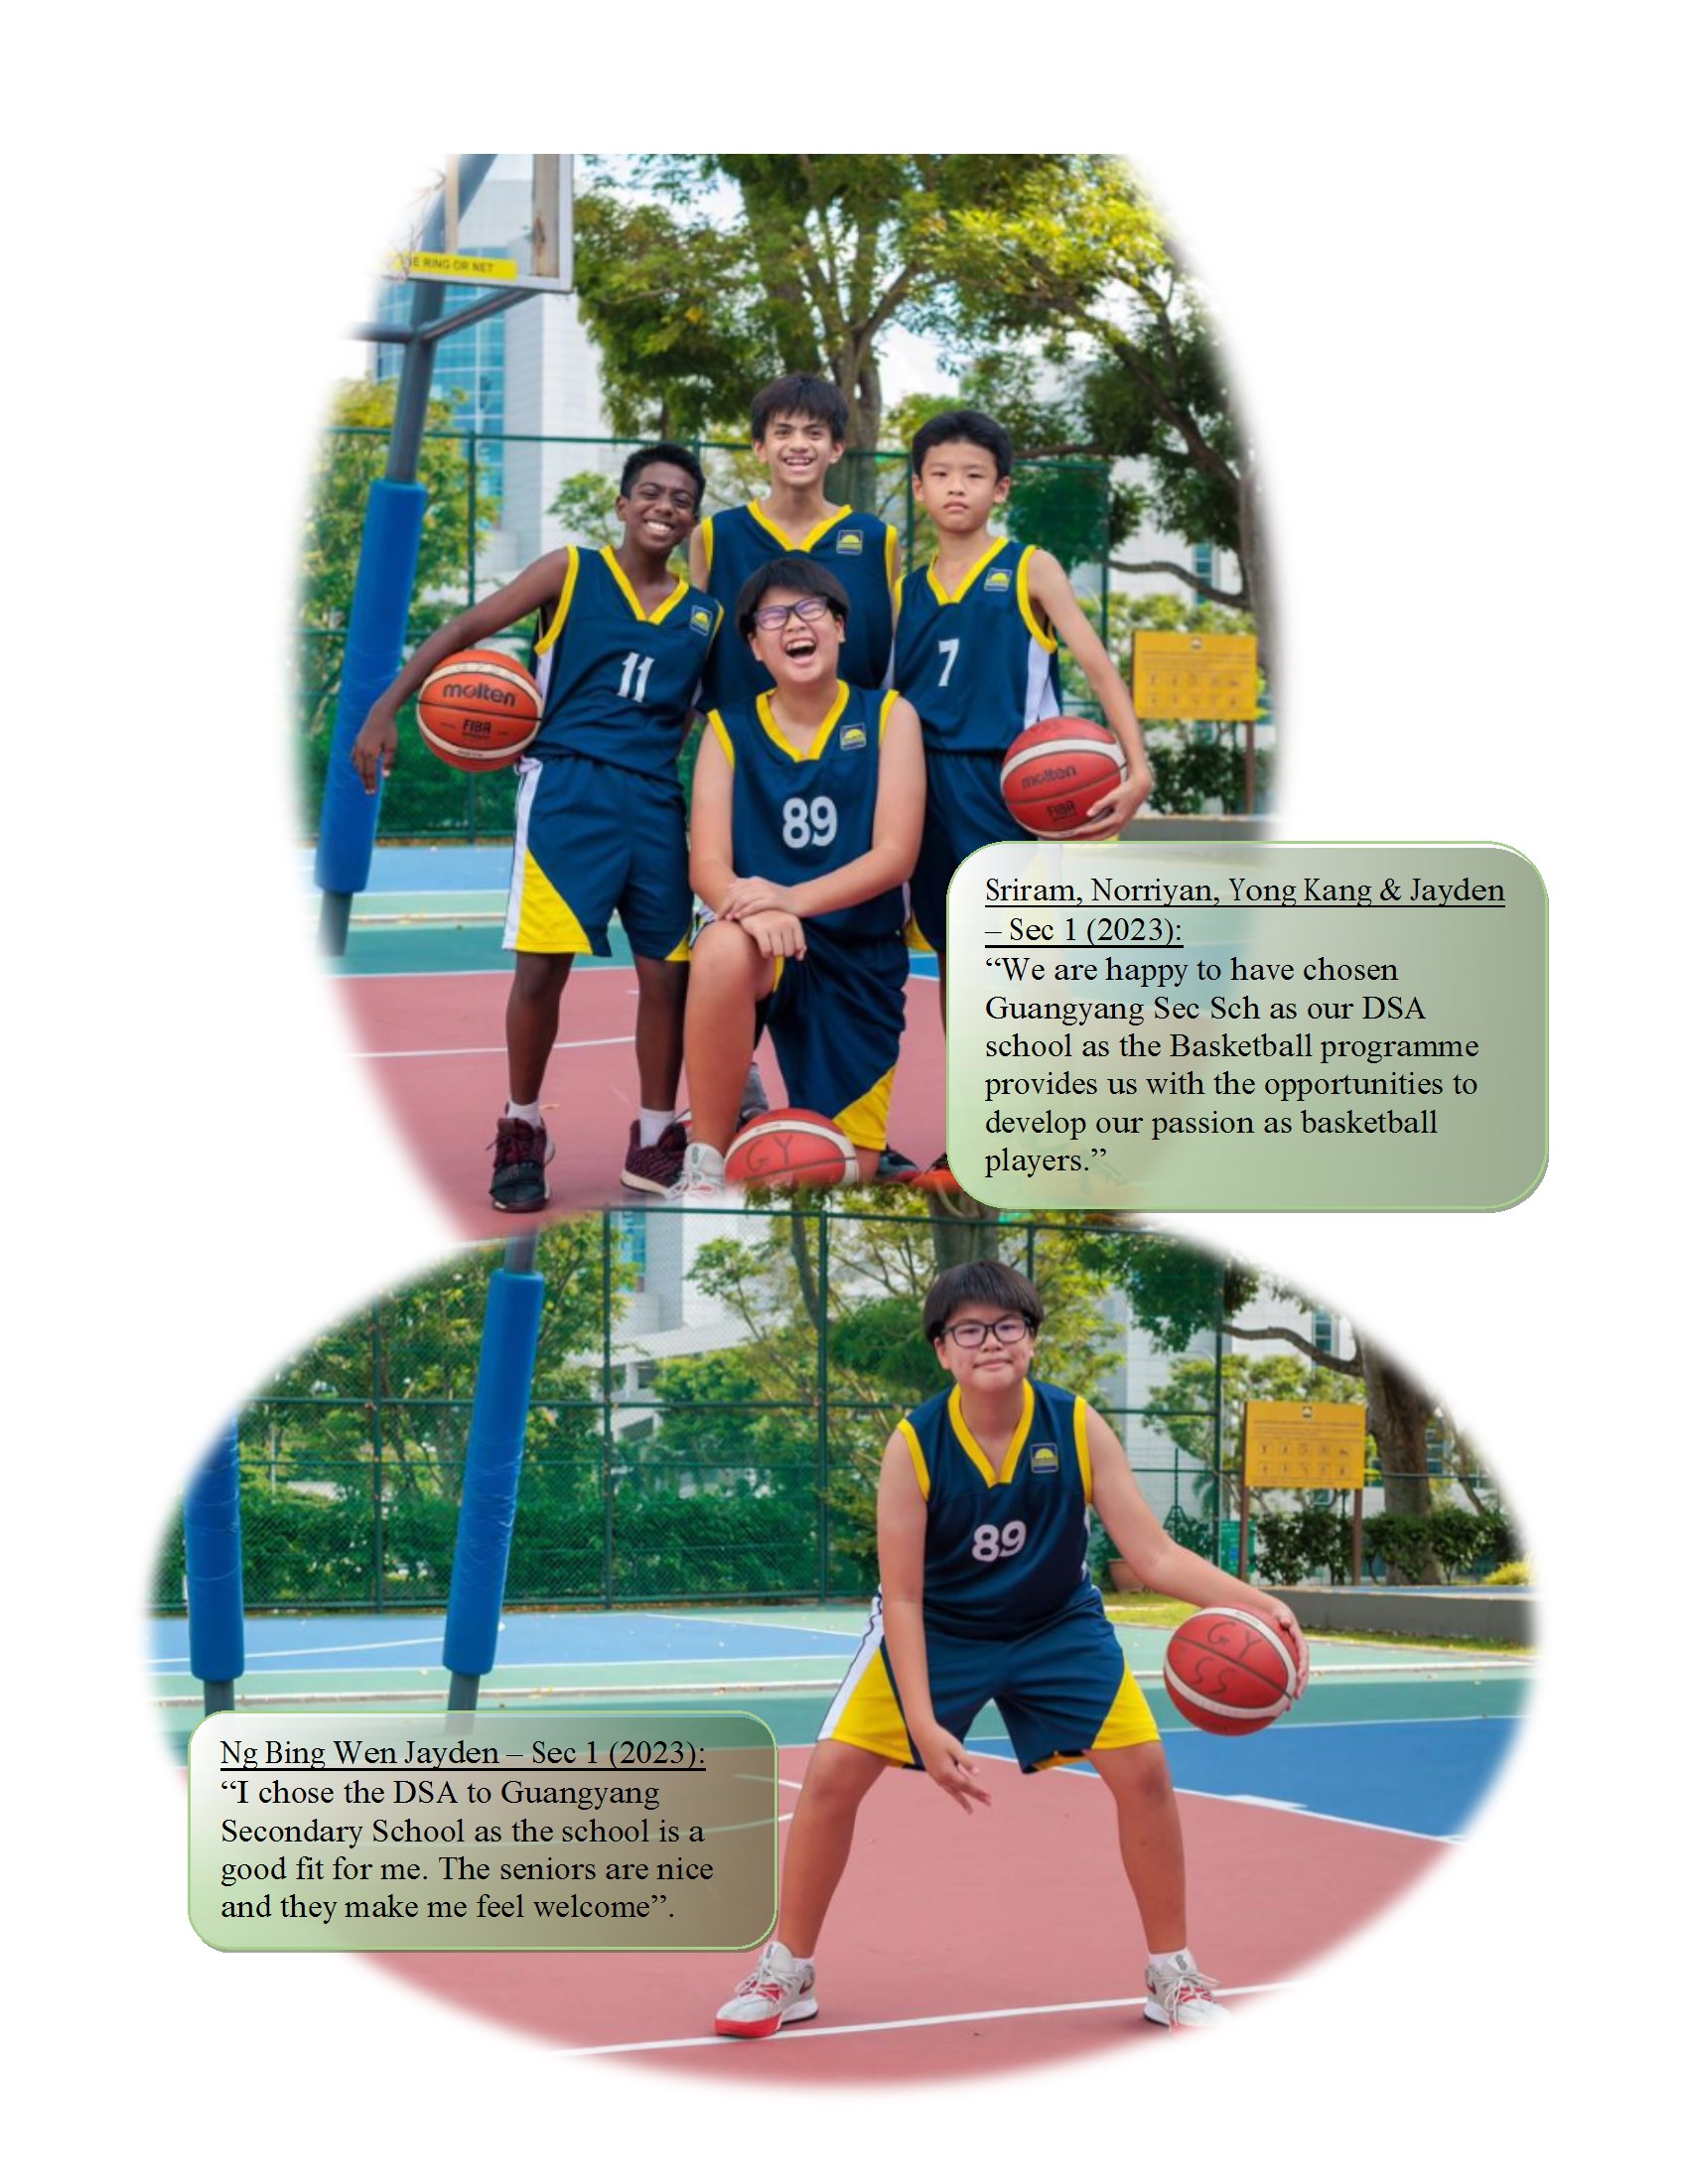 E RING OR NET
molten
FIBA
11
7
molten
FIBA
89
GY
Sriram, Norriyan, Yong Kang & Jayden
– Sec 1 (2023):
“We are happy to have chosen
Guangyang Sec Sch as our DSA
school as the Basketball programme
provides us with the opportunities to
develop our passion as basketball
players.”
89
GY
SS
Ng Bing Wen Jayden – Sec 1 (2023):
“I chose the DSA to Guangyang
Secondary School as the school is a
good fit for me. The seniors are nice
and they make me feel welcome”.